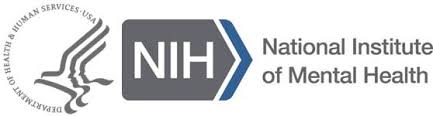 DEPARTMENT OF HEALTH & HUMAN SERVICES·USA
NIH
National Institute
of Mental Health